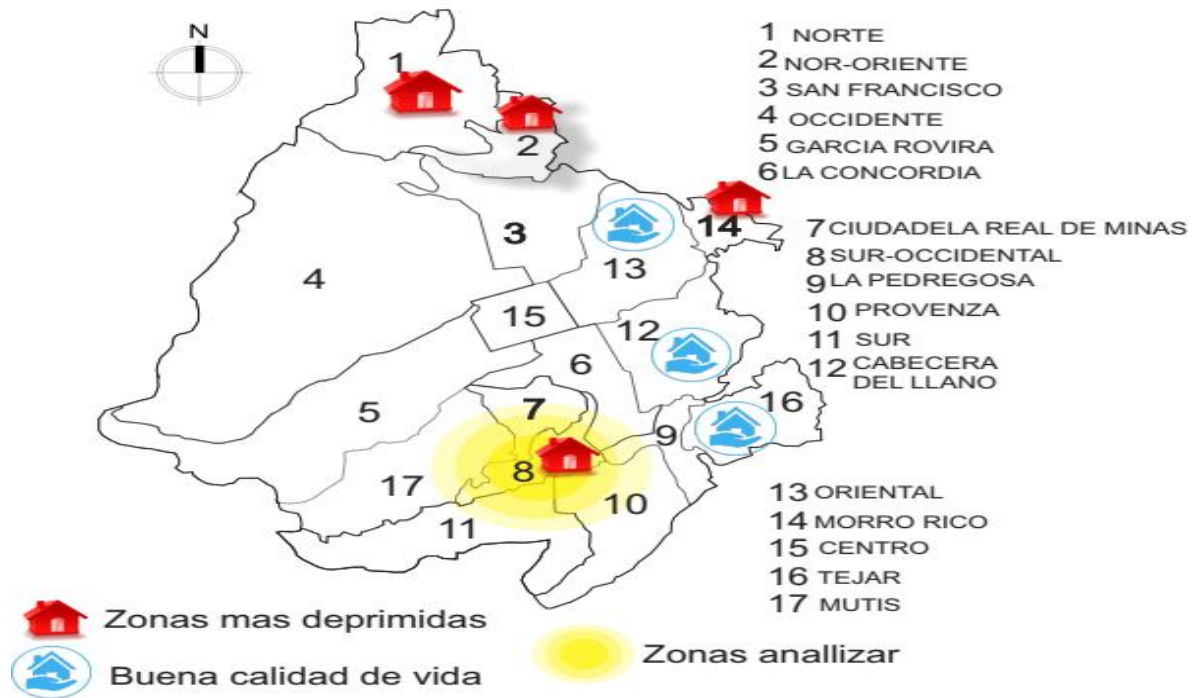 N
1 NORTE
2 NOR-ORIENTE
3 SAN FRANCISCO
4 OCCIDENTE
5 GARCIA ROVIRA
6 LA CONCORDIA
7 CIUDADELA REAL DE MINAS
8 SUR-OCCIDENTAL
9 LA PEDREGOSA
10 PROVENZA
11 SUR
12 CABECERA
DEL LLANO
13 ORIENTAL
14 MORRO RICO
15 CENTRO
16 TEJAR
17 MUTIS
1
2
3
14
13
4
15
12
6
16
5
7
9
8
17
10
11
Zonas mas deprimidas
Buena calidad de vida
Zonas anallizar